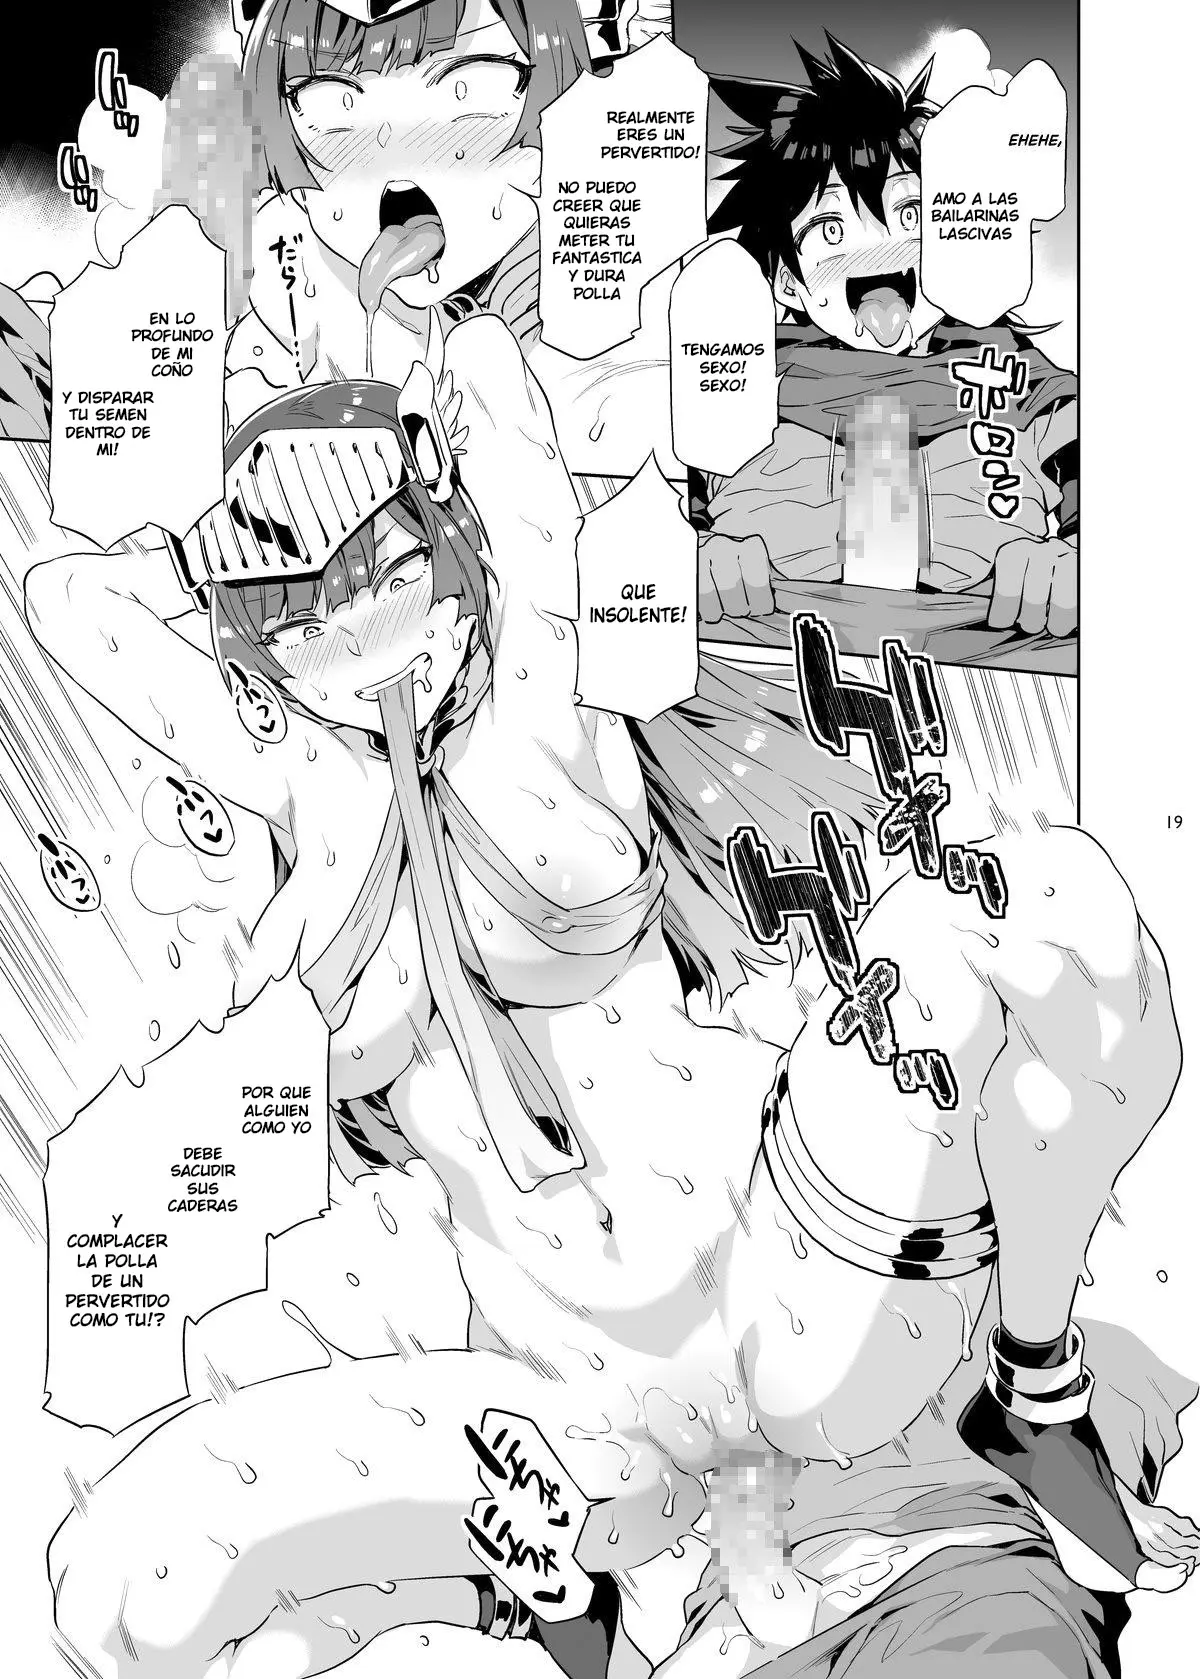 EHEHE,
AMO A LAS
BAILARINAS
LASCIVAS
TENGAMOS
SEXO!
SEXO!
REALMENTE
ERES UN
PERVERTIDO!
NO PUEDO
CREER QUE
QUIERAS
METER TU
FANTASTICA
Y DURA
POLLA
EN LO
PROFUNDO
DE MI
COÑO
Y DISPARAR
TU SEMEN
DENTRO DE
MI!
だらー…
QUE
INSOLENTE!
19
POR QUE
ALGUIEN
COMO YO
DEBE
SACUDIR
SUS
CADERAS
Y
COMPLACER
LA POLLA
DE UN
PERVERTIDO
COMO TU!?